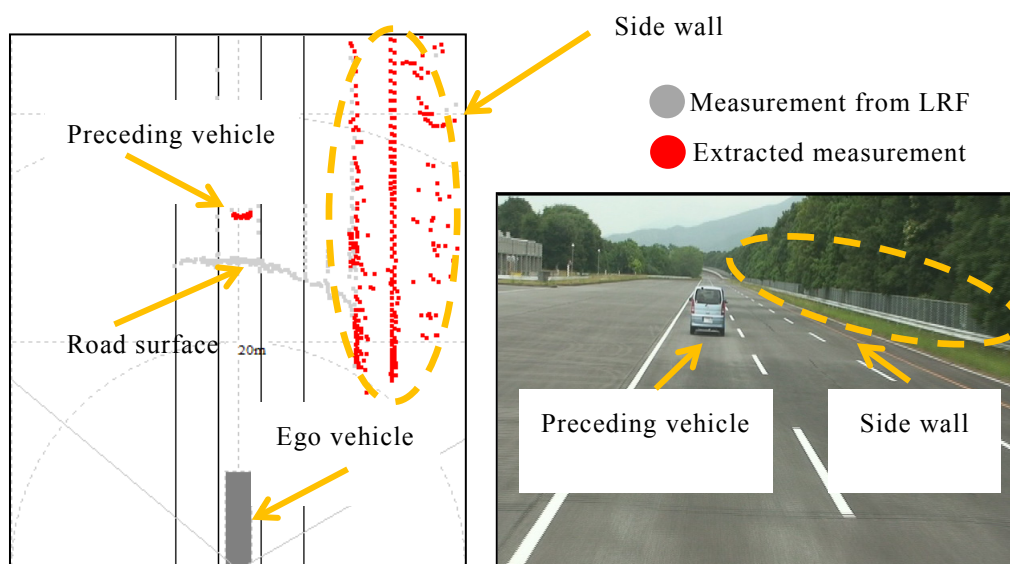 Side wall
Measurement from LRF
Extracted measurement
Preceding vehicle
Road surface
20m
Ego vehicle
Preceding vehicle
Side wall